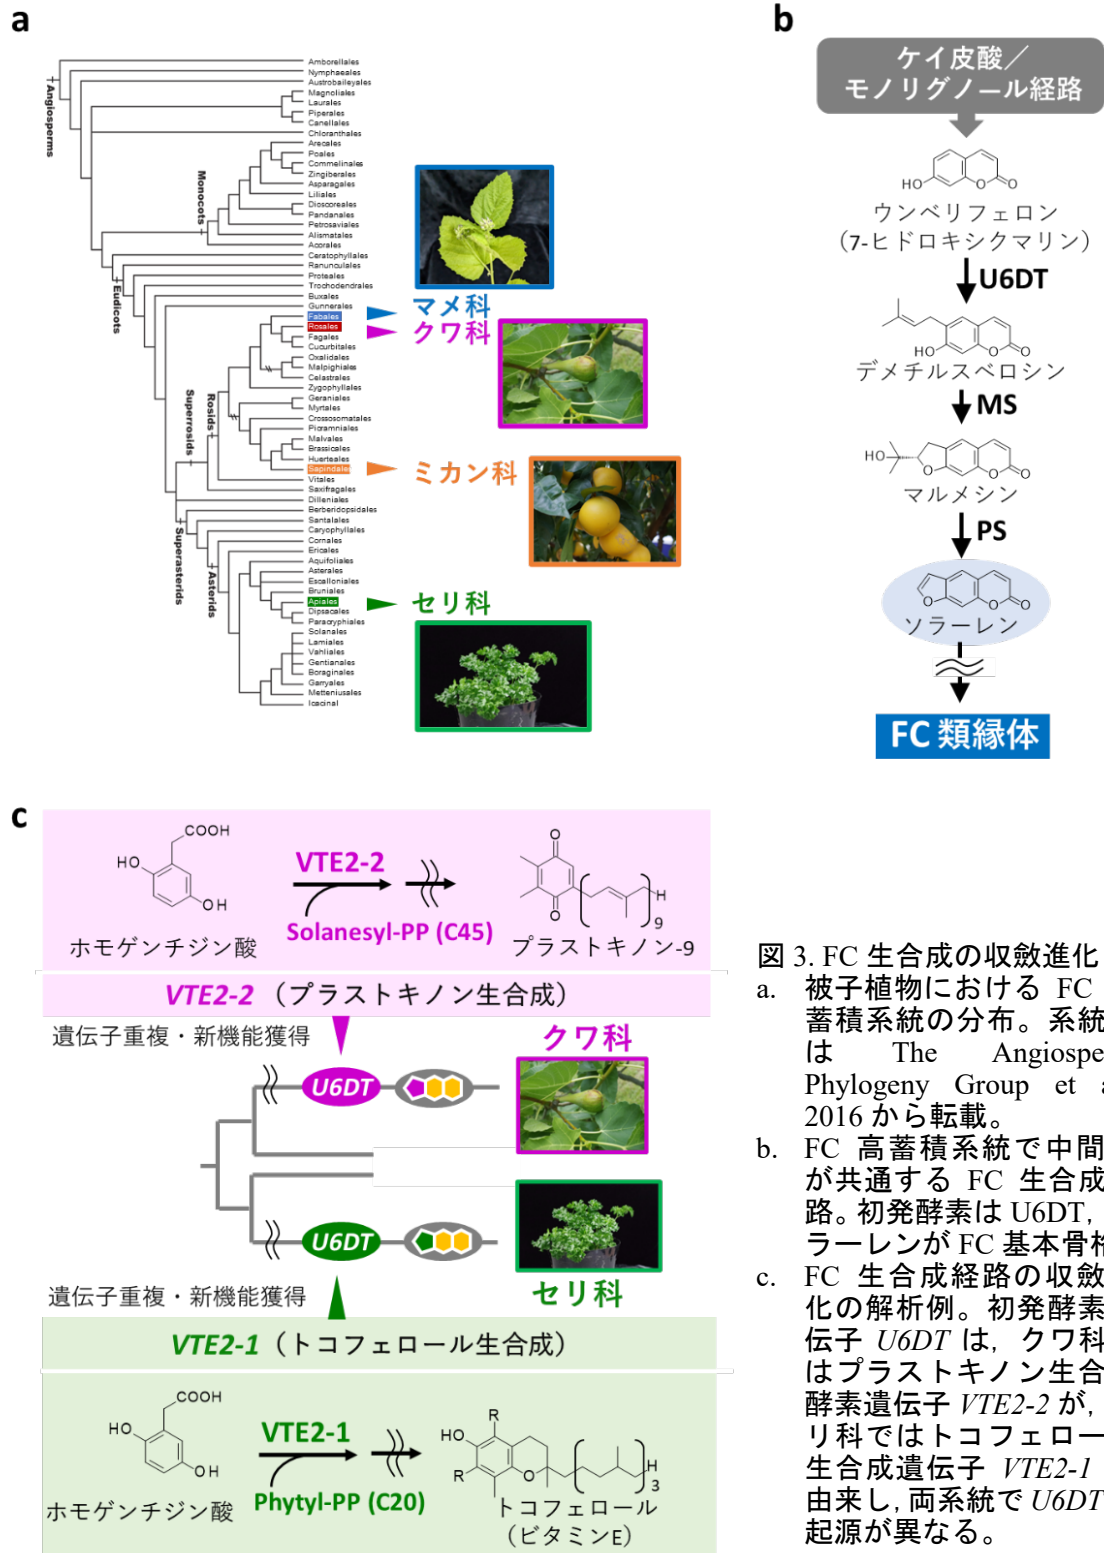 a
Amborellales
Nymphaeales
Austrobaileyales
Magnoliales
Laurales
Piperales
Canellales
Chloranthales
Arecales
Poales
Commelinales
Zingiberales
Asparagales
Liliales
Dioscoreales
Pandanales
Petrosaviales
Alismatales
Acorales
Ceratophyllales
Ranunculales
Proteales
Trochodendrales
Buxales
Gunnerales
Fabales
Rosales
Fagales
Cucurbitales
Oxalidales
Malpighiales
Celastrales
Zygophyllales
Geraniales
Myrtales
Crossosomatales
Picramniales
Malvales
Brassicales
Huerteales
Sapindales
Vitales
Saxifragales
Dilleniales
Berberidopsidales
Santalales
Caryophyllales
Cornales
Ericales
Aquifoliales
Asterales
Escalloniales
Bruniales
Apiales
Dipsacales
Paracryphiales
Solanales
Lamiales
Vahliales
Gentianales
Boraginales
Garryales
Metteniusales
Icacinal
Angiosperms
Monocots
Eudicots
Superrosids
Rosids
Superasterids
Asterids
マメ科
クワ科
ミカン科
セリ科
b
ケイ皮酸／
モノリグノール経路
HO
O
O
ウンベリフェロン
（7-ヒドロキシクマリン）
U6DT
HO
O
O
デメチルスベロシン
MS
HO
O
O
O
マルメシン
PS
O
O
O
ソラーレン
FC 類縁体
c
COOH
HO
OH
ホモゲンチジン酸
VTE2-2
Solanesyl-PP (C45)
O
O
H
9
プラストキノン-9
VTE2-2（プラストキノン生合成）
遺伝子重複・新機能獲得
クワ科
U6DT
U6DT
セリ科
遺伝子重複・新機能獲得
VTE2-1（トコフェロール生合成）
COOH
HO
OH
ホモゲンチジン酸
VTE2-1
Phytyl-PP (C20)
R
HO
R
O
H
3
トコフェロール
（ビタミンE）
図 3. FC 生合成の収斂進化
a. 被子植物における FC
蓄積系統の分布。系統
は The Angiospe
Phylogeny Group et a
2016 から転載。
b. FC 高蓄積系統で中間
が共通する FC 生合成
路。初発酵素は U6DT,
ラーレンが FC 基本骨格
c. FC 生合成経路の収斂
化の解析例。初発酵素
伝子 U6DT は, クワ科
はプラストキノン生合
酵素遺伝子 VTE2-2 が,
リ科ではトコフェロー
生合成遺伝子 VTE2-1
由来し, 両系統で U6DT
起源が異なる。